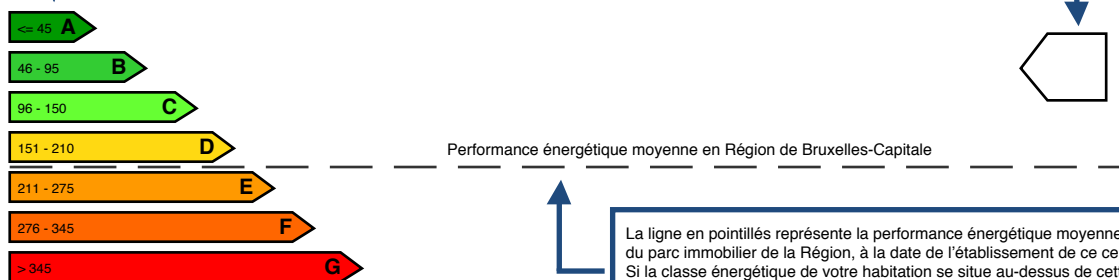 <= 45 A
46 - 95 B
96 - 150 C
151 - 210 D
Performance énergétique moyenne en Région de Bruxelles-Capitale
211 - 275 E
276 - 345 F
La ligne en pointillés représente la performance énergétique moyenne
du parc immobilier de la Région, à la date de l'établissement de ce ce
> 345 G
Si la classe énergétique de votre habitation se situe au-dessus de cet